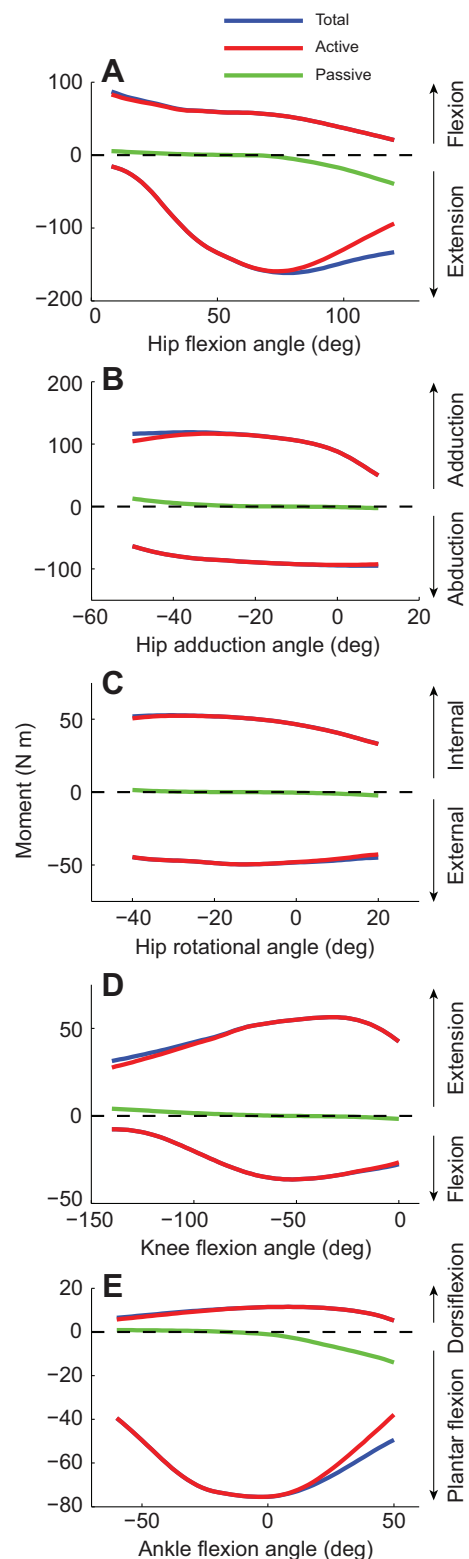 Total
Active
Passive
A
100
0
−100
−200
0 50 100
Hip flexion angle (deg)
Flexion
Extension
B
200
100
0
−100
−60 −40 −20 0 20
Hip adduction angle (deg)
Adduction
Abduction
C
50
0
−50
−40 −20 0 20
Hip rotational angle (deg)
Internal
External
Moment (N m)
D
50
0
−50
−150 −100 −50 0
Knee flexion angle (deg)
Extension
Flexion
E
20
0
−20
−40
−60
−80
−50 0 50
Ankle flexion angle (deg)
Dorsiflexion
Plantar flexion